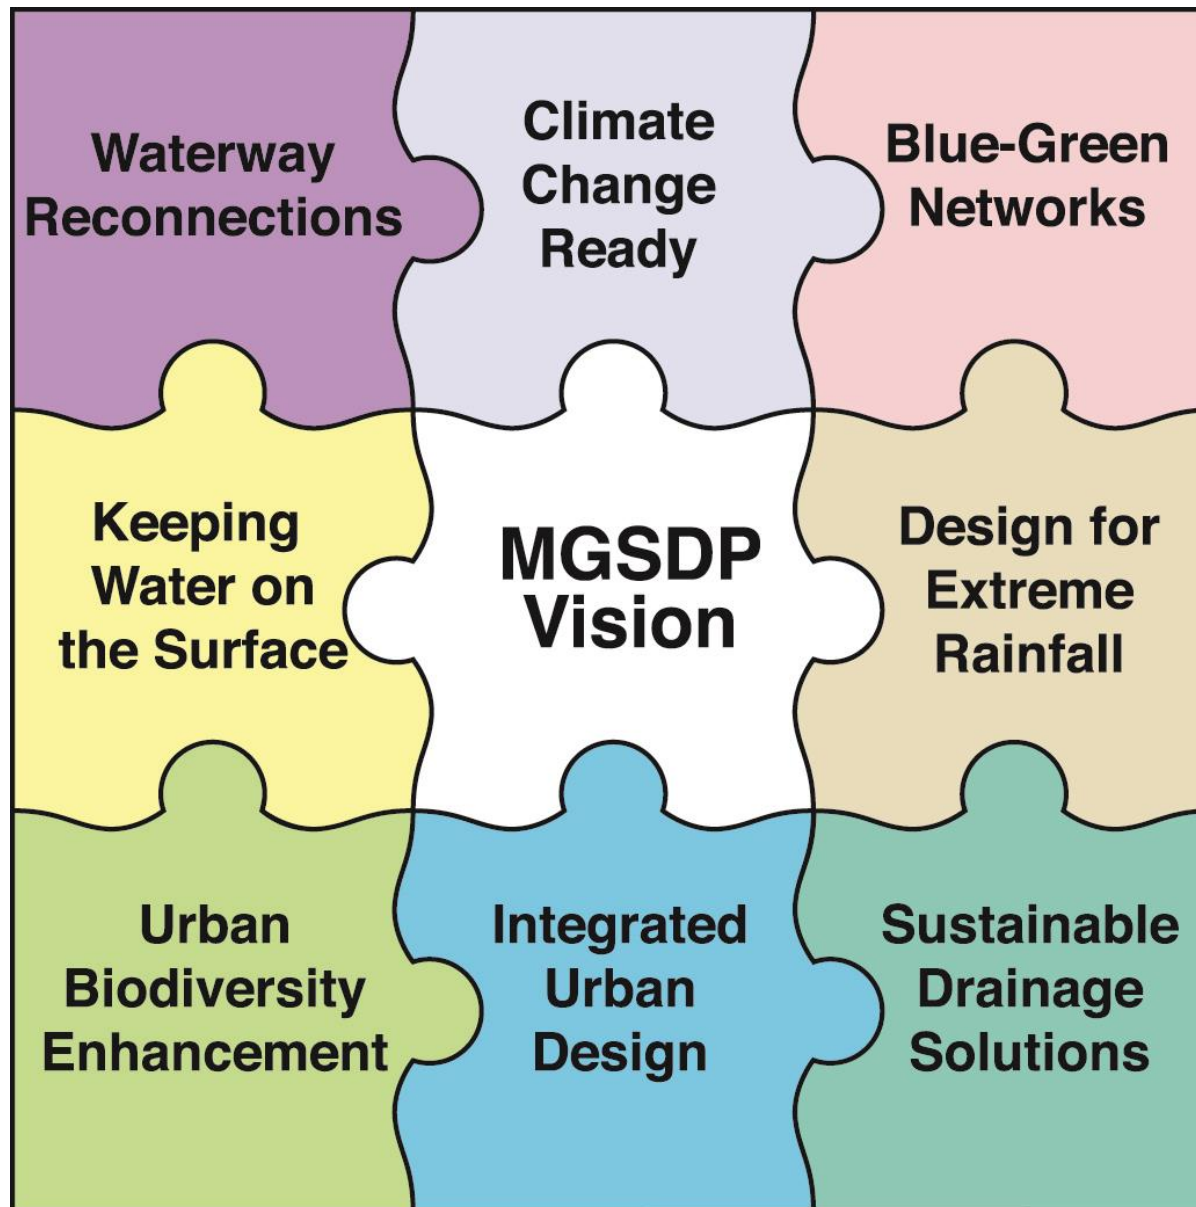 Waterway
Reconnections
Climate
Change
Ready
Blue-Green
Networks
Keeping
Water on
the Surface
MGSDP
Vision
Design for
Extreme
Rainfall
Urban
Biodiversity
Enhancement
Integrated
Urban
Design
Sustainable
Drainage
Solutions